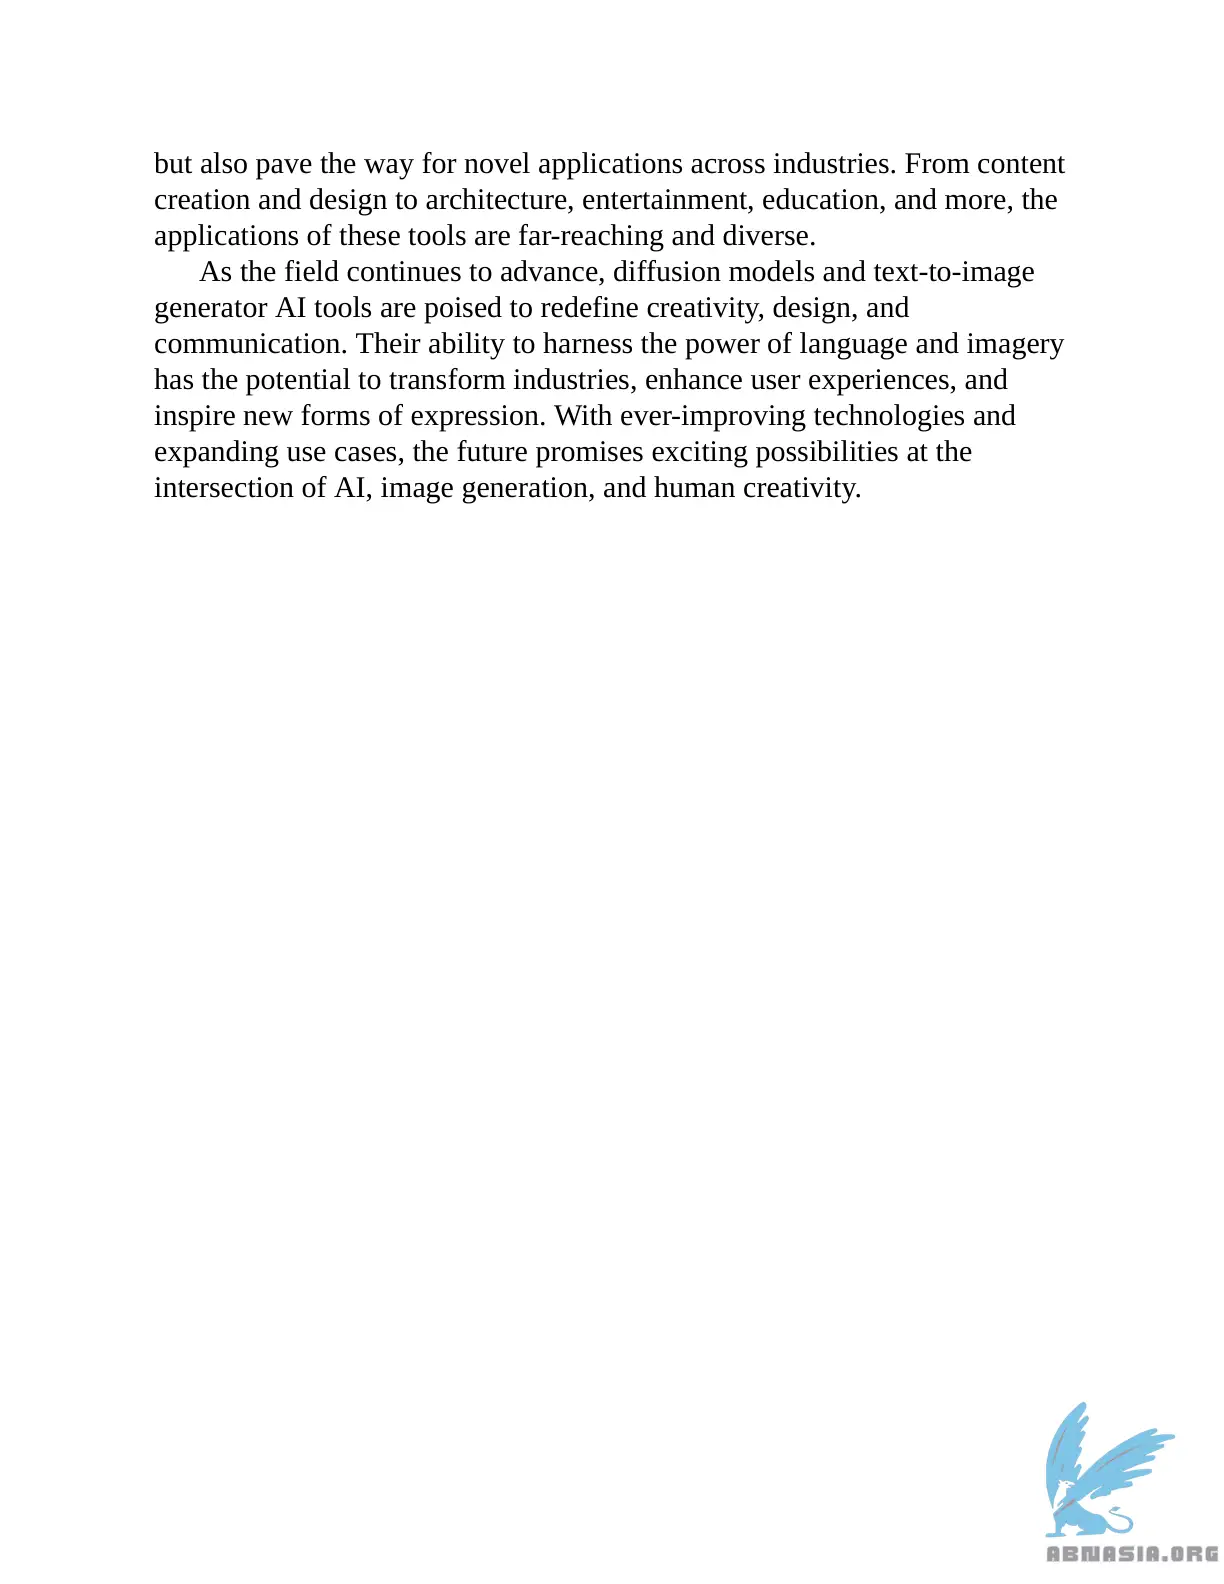 but also pave the way for novel applications across industries. From content
creation and design to architecture, entertainment, education, and more, the
applications of these tools are far-reaching and diverse.
As the field continues to advance, diffusion models and text-to-image
generator AI tools are poised to redefine creativity, design, and
communication. Their ability to harness the power of language and imagery
has the potential to transform industries, enhance user experiences, and
inspire new forms of expression. With ever-improving technologies and
expanding use cases, the future promises exciting possibilities at the
intersection of AI, image generation, and human creativity.
ABNASIA.ORG